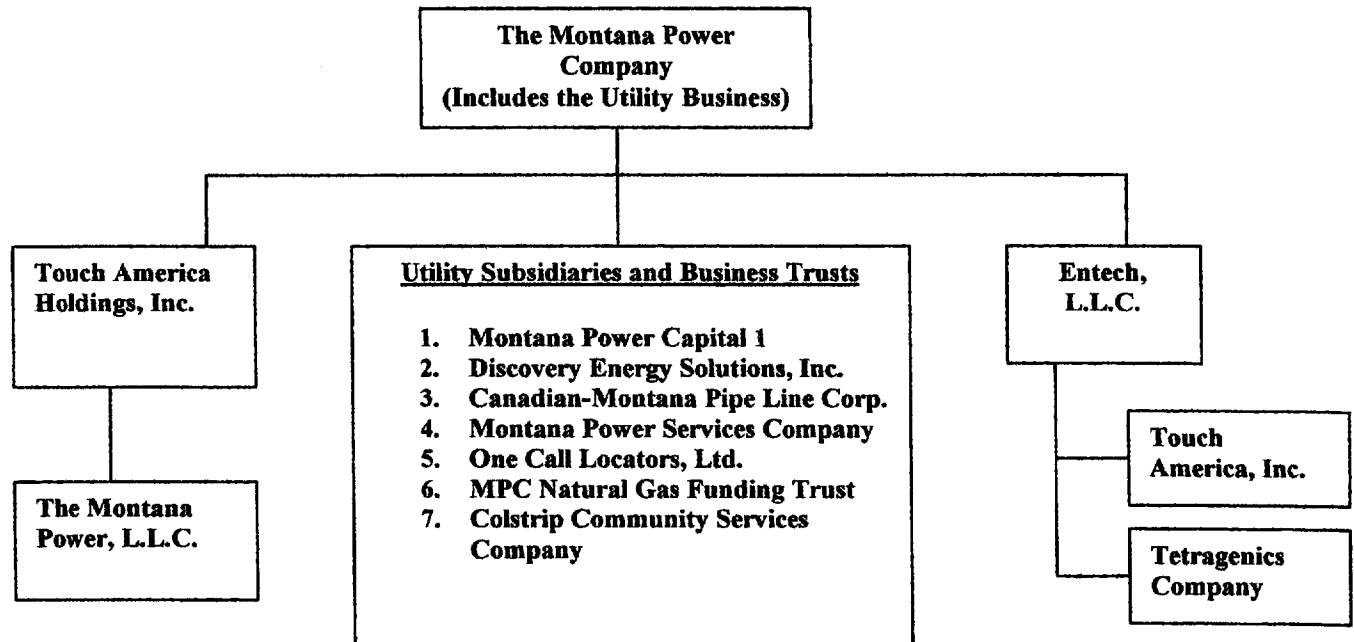 The Montana Power
Company
(Includes the Utility Business)
Touch America
Holdings, Inc.
The Montana
Power, L.L.C.
Utility Subsidiaries and Business Trusts
1. Montana Power Capital 1
2. Discovery Energy Solutions, Inc.
3. Canadian-Montana Pipe Line Corp.
4. Montana Power Services Company
5. One Call Locators, Ltd.
6. MPC Natural Gas Funding Trust
7. Colstrip Community Services
Company
Entech,
L.L.C.
Touch
America, Inc.
Tetragenics
Company